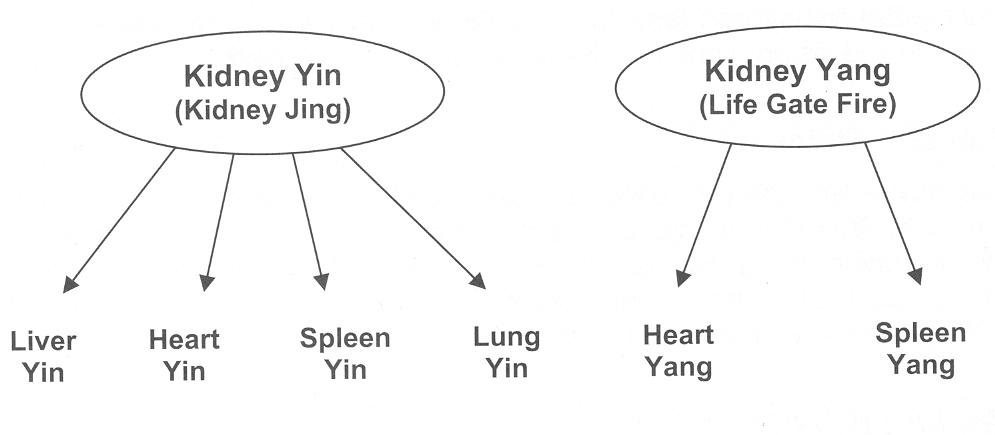 Kidney Yin
(Kidney Jing)
Kidney Yang
(Life Gate Fire)
Liver
Yin
Heart
Yin
Spleen
Yin
Lung
Yin
Heart
Yang
Spleen
Yang